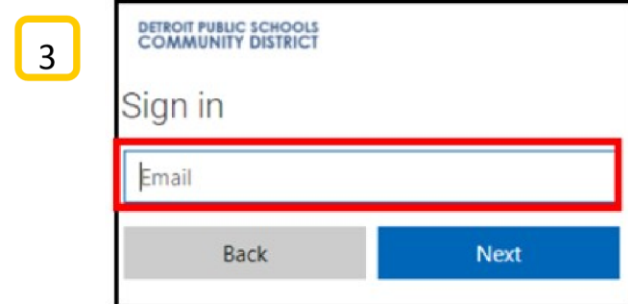 3
DETROIT PUBLIC SCHOOLS
COMMUNITY DISTRICT
Sign in
Email
Back
Next